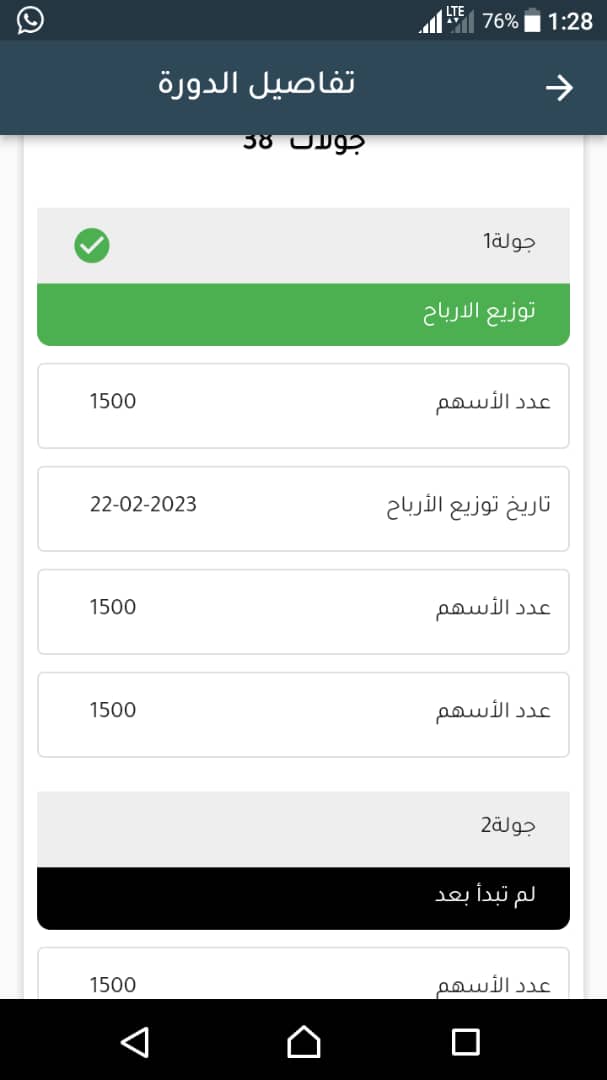 LTE 76% 1:28
تفاصيل الدورة
جولات 38
جولة1
توزيع الارباح
عدد الأسهم 1500
تاريخ توزيع الأرباح 22-02-2023
عدد الأسهم 1500
عدد الأسهم 1500
جولة2
لم تبدأ بعد
عدد الأسهم 1500